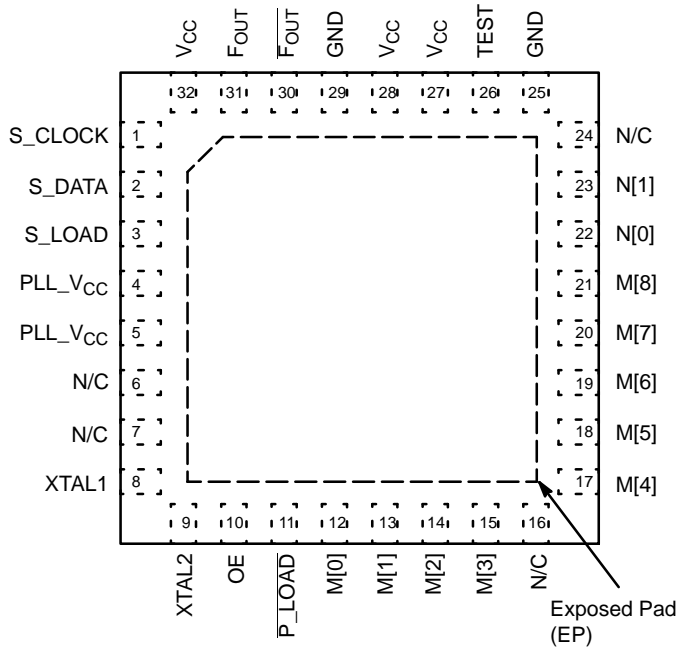 VCC FOUT FOUT GND VCC VCC TEST GND
32 31 30 29 28 27 26 25
S_CLOCK 1 24 N/C
S_DATA 2 23 N[1]
S_LOAD 3 22 N[0]
PLL_VCC 4 21 M[8]
PLL_VCC 5 20 M[7]
N/C 6 19 M[6]
N/C 7 18 M[5]
XTAL1 8 17 M[4]
9 10 11 12 13 14 15 16
XTAL2 OE P_LOAD M[0] M[1] M[2] M[3] N/C
Exposed Pad
(EP)